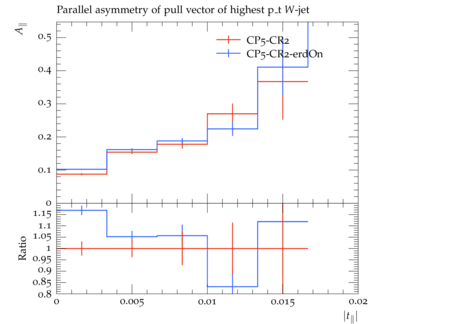 Parallel asymmetry of pull vector of highest p_t W-jet
A∥
CP5-CR2
CP5-CR2-erdOn
0.5
0.4
0.3
0.2
0.1
0
Ratio
1.15
1.1
1.05
1
0.95
0.9
0.85
0.8
0 0.005 0.01 0.015 0.02
|t∥|